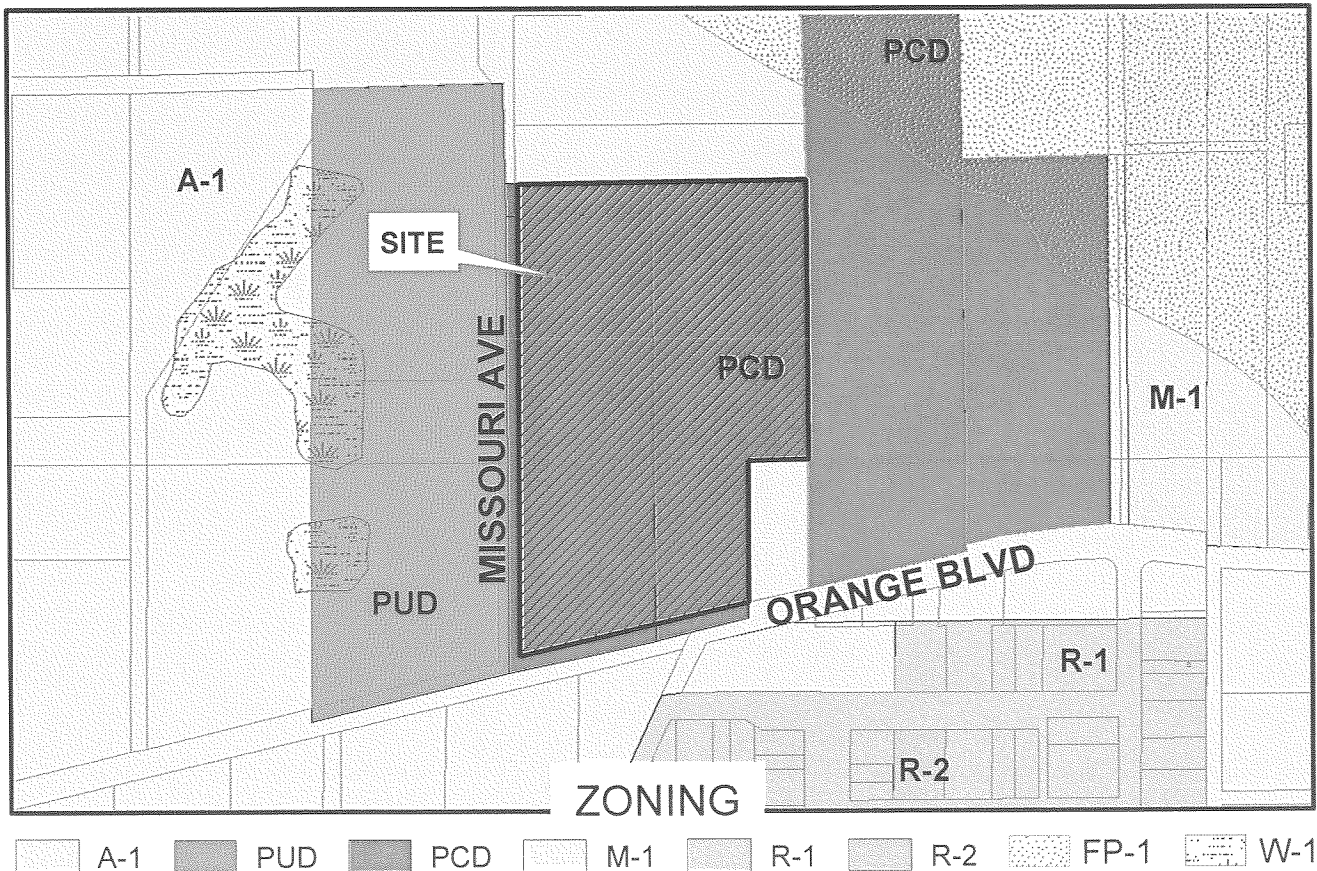 PCD
A-1
SITE
MISSOURI AVE
PCD
M-1
PUD
ORANGE BLVD
R-1
R-2
ZONING
A-1 PUD PCD M-1 R-1 R-2 FP-1 W-1